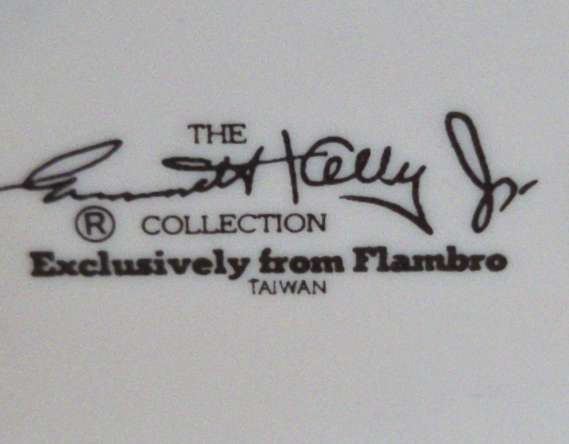 THE
Emmett Kelly Jr.
® COLLECTION
Exclusively from Flambro
TAIWAN